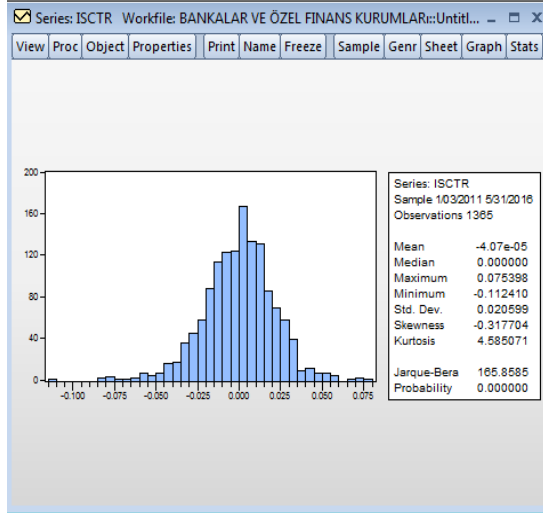 Series: ISCTR Workfile: BANKALAR VE ÖZEL FINANS KURUMLARI::Untitl...
View Proc Object Properties Print Name Freeze Sample Genr Sheet Graph Stats
200
160
120
80
40
0
-0.100 -0.075 -0.050 -0.025 0.000 0.025 0.050 0.075
Series: ISCTR
Sample 1/03/2011 5/31/2016
Observations 1365
Mean -4.07e-05
Median 0.000000
Maximum 0.075398
Minimum -0.112410
Std. Dev. 0.020599
Skewness -0.317704
Kurtosis 4.585071
Jarque-Bera 165.8585
Probability 0.000000